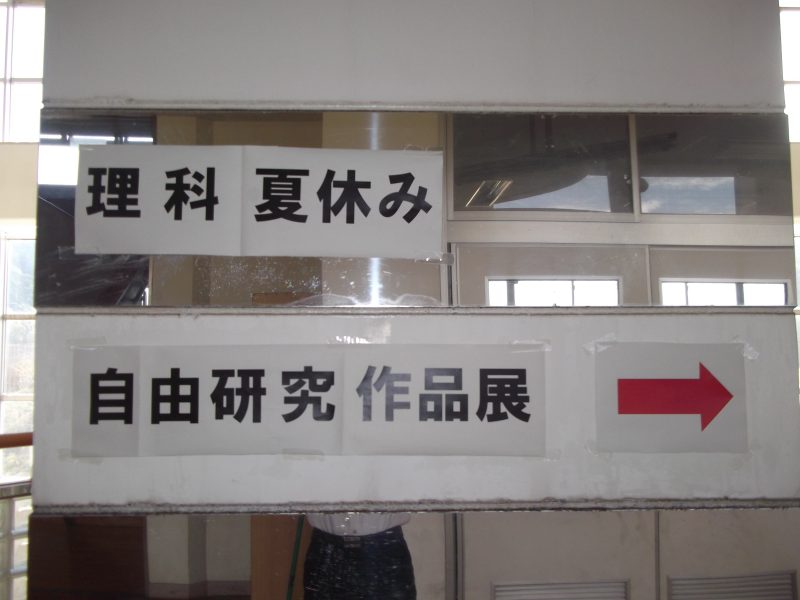 理科 夏休み
自由研究 作品展